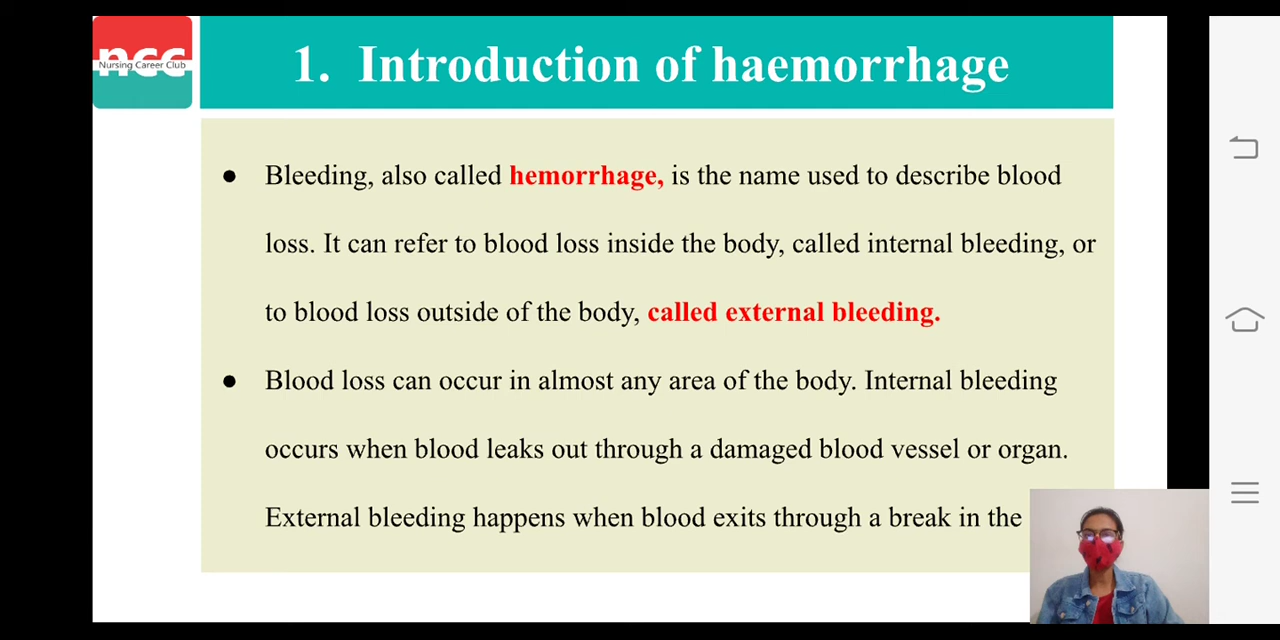 ncc
Nursing Career Club
1. Introduction of haemorrhage
● Bleeding, also called hemorrhage, is the name used to describe blood
loss. It can refer to blood loss inside the body, called internal bleeding, or
to blood loss outside of the body, called external bleeding.
● Blood loss can occur in almost any area of the body. Internal bleeding
occurs when blood leaks out through a damaged blood vessel or organ.
External bleeding happens when blood exits through a break in the